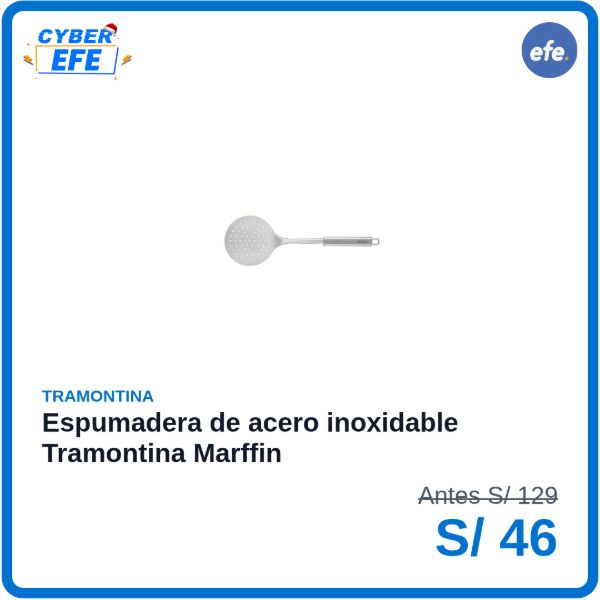 CYBER
EFE
efe.
TRAMONTINA
Espumadera de acero inoxidable
Tramontina Marffin
Antes S/ 129
S/ 46